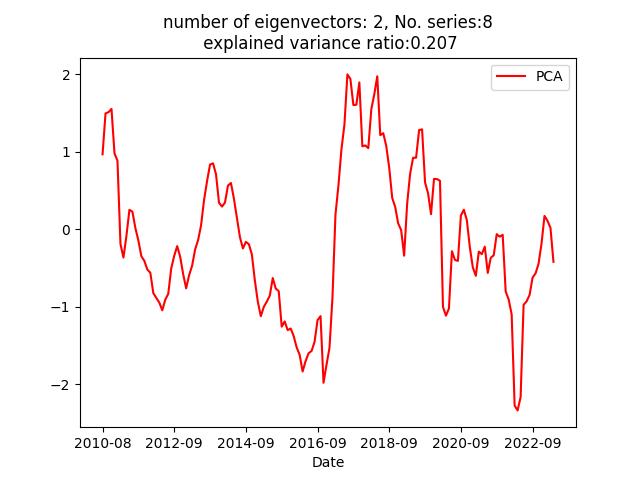 number of eigenvectors: 2, No. series:8
explained variance ratio:0.207
PCA
2
1
0
−1
−2
2010-08 2012-09 2014-09 2016-09 2018-09 2020-09 2022-09
Date